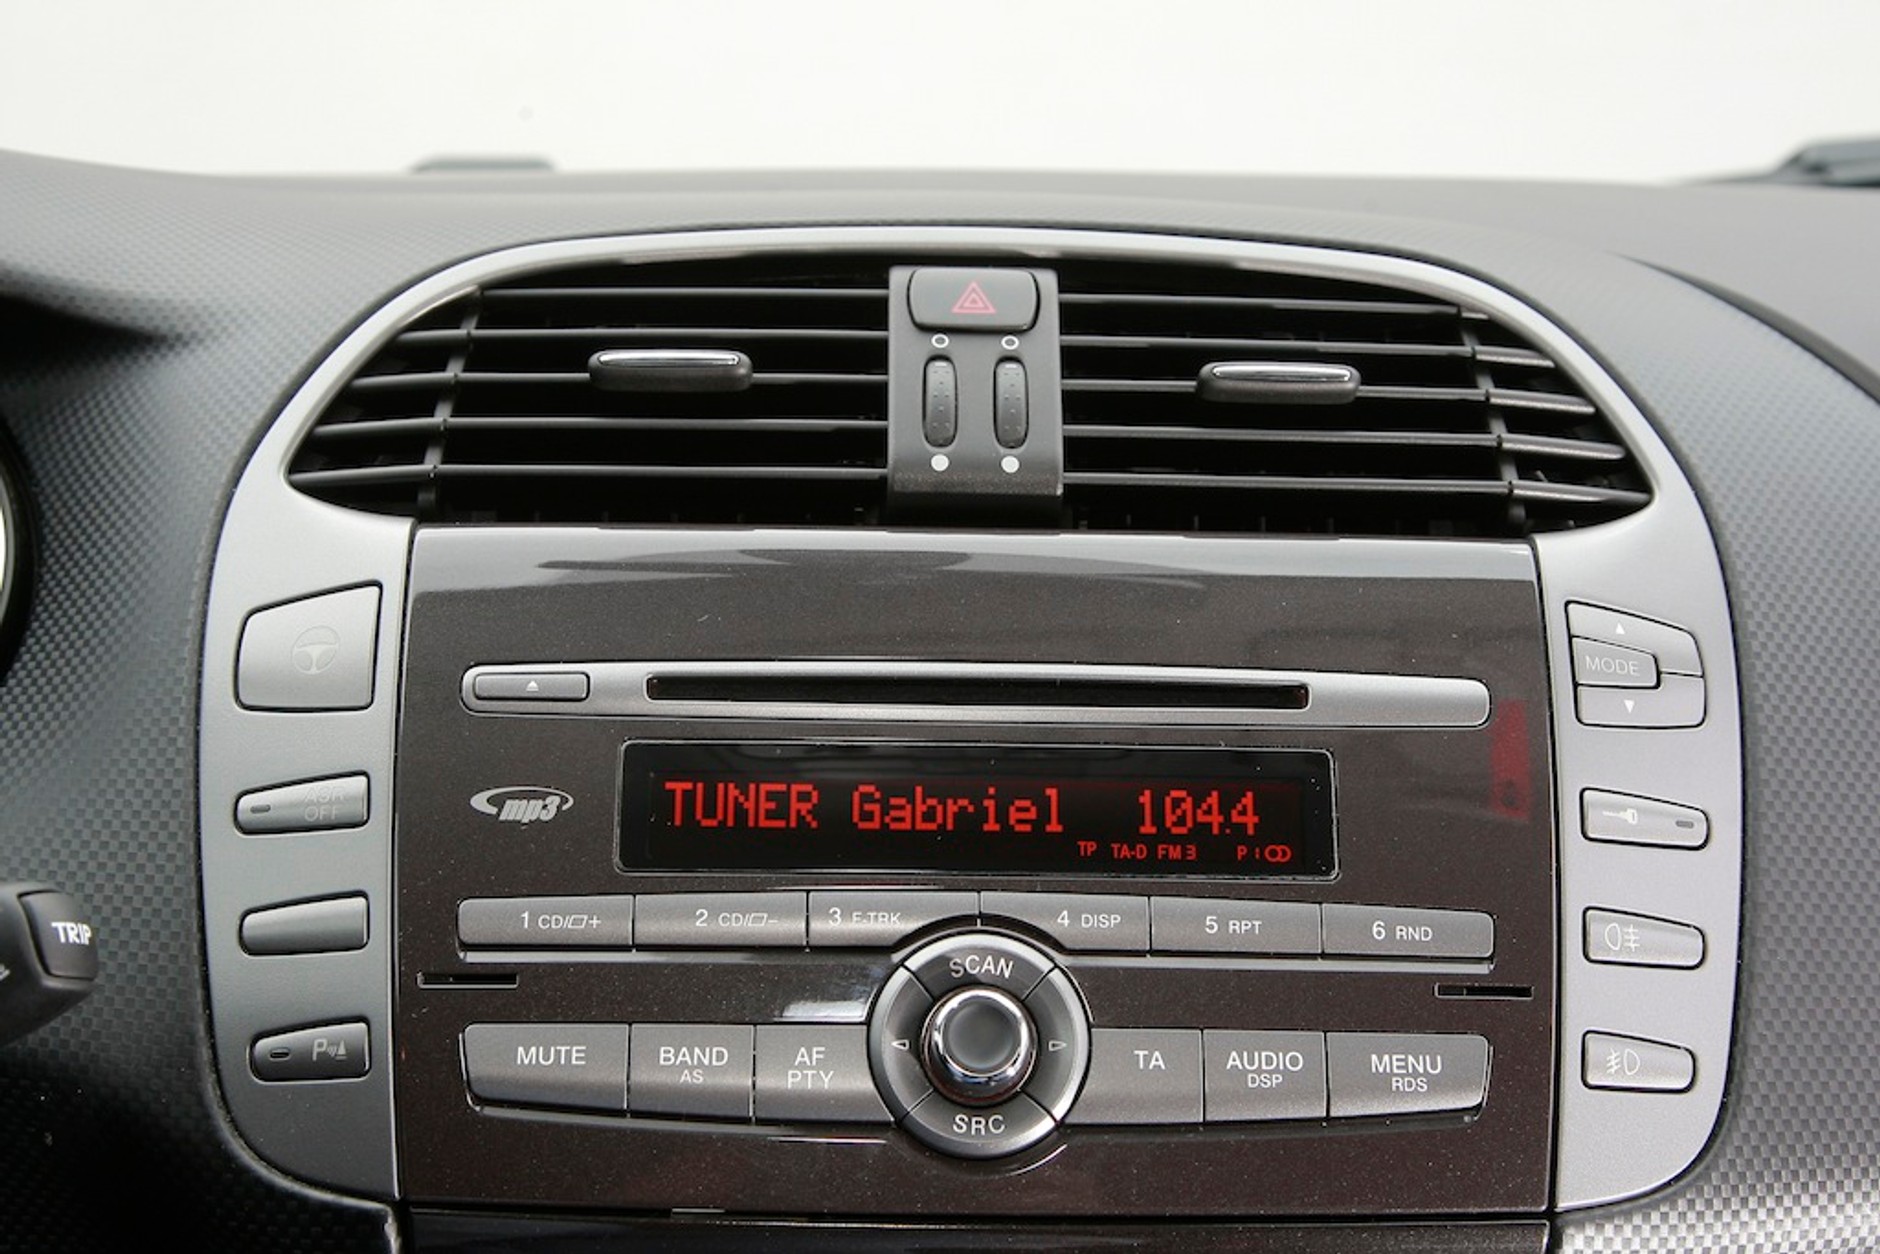 MODE
mp3
TUNER Gabriel 104.4
TP TA-D FM3 P1
ASR
OFF
TRIP
1 CD/+ 2 CD/- 3 F-TRK 4 DISP 5 RPT 6 RND
SCAN
MUTE BAND AF TA AUDIO MENU
AS PTY DSP RDS
SRC
P